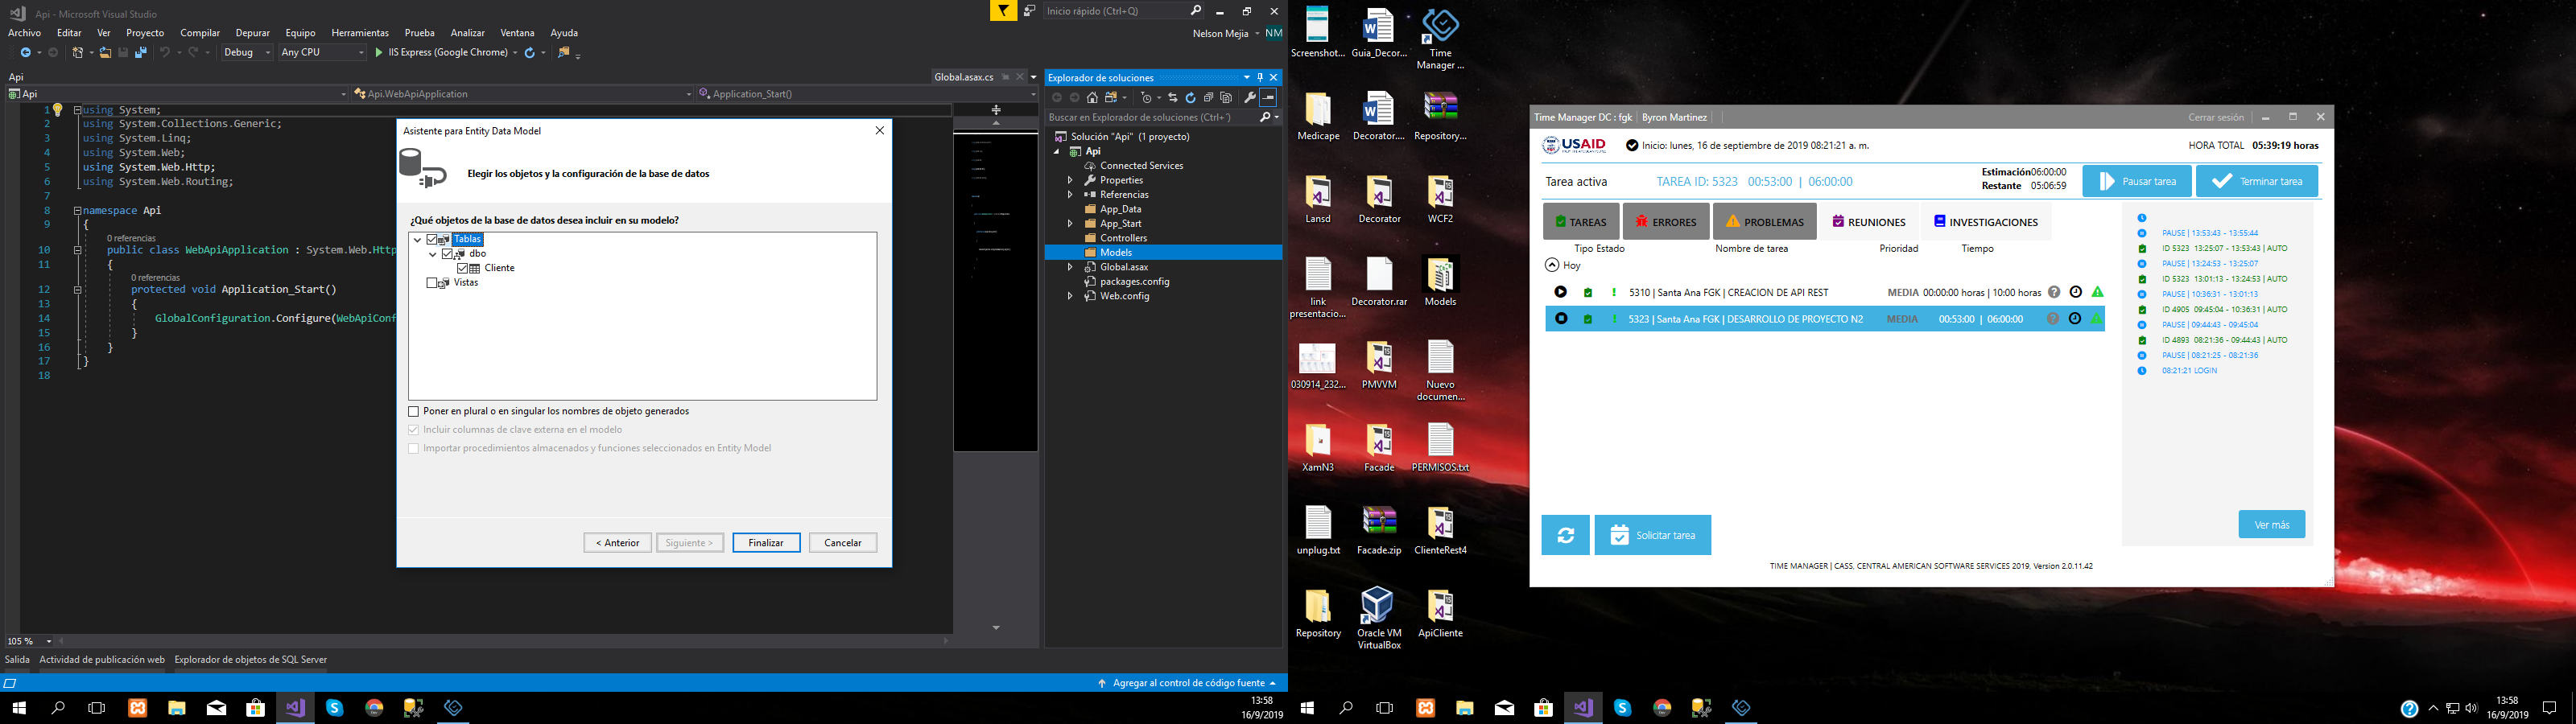 Api - Microsoft Visual Studio
Inicio rápido (Ctrl+Q)
Archivo Editar Ver Proyecto Compilar Depurar Equipo Herramientas Prueba Analizar Ventana Ayuda
Nelson Mejia NM
Debug Any CPU IIS Express (Google Chrome)
Api
Global.asax.cs
Api Api.WebApiApplication Application_Start()
1 using System;
2 using System.Collections.Generic;
3 using System.Linq;
4 using System.Web;
5 using System.Web.Http;
6 using System.Web.Routing;
7
8 namespace Api
9 {
0 referencias
10 public class WebApiApplication : System.Web.Http
11 {
0 referencias
12 protected void Application_Start()
13 {
14 GlobalConfiguration.Configure(WebApiConf
15 }
16 }
17 }
18
105 %
Salida Actividad de publicación web Explorador de objetos de SQL Server
Agregar al control de código fuente
Asistente para Entity Data Model
Elegir los objetos y la configuración de la base de datos
¿Qué objetos de la base de datos desea incluir en su modelo?
Tablas
dbo
Cliente
Vistas
Poner en plural o en singular los nombres de objeto generados
Incluir columnas de clave externa en el modelo
Importar procedimientos almacenados y funciones seleccionados en Entity Model
< Anterior Siguiente > Finalizar Cancelar
Explorador de soluciones
Buscar en Explorador de soluciones (Ctrl+´)
Solución "Api" (1 proyecto)
Api
Connected Services
Properties
Referencias
App_Data
App_Start
Controllers
Models
Global.asax
packages.config
Web.config
13:58
16/9/2019
Screenshot... Guia_Decor... Time Manager ...
Medicape Decorator.... Repository...
Lansd Decorator WCF2
link presentacio... Decorator.rar Models
030914_232... PMVVM Nuevo documen...
XamN3 Facade PERMISOS.txt
unplug.txt Facade.zip ClienteRest4
Repository Oracle VM VirtualBox ApiCliente
Time Manager DC : fgk Byron Martinez
Cerrar sesión
USAID
Inicio: lunes, 16 de septiembre de 2019 08:21:21 a. m.
HORA TOTAL 05:39:19 horas
Tarea activa TAREA ID: 5323 00:53:00 | 06:00:00
Estimación06:00:00
Restante 05:06:59
Pausar tarea Terminar tarea
TAREAS ERRORES PROBLEMAS REUNIONES INVESTIGACIONES
Tipo Estado Nombre de tarea Prioridad Tiempo
Hoy
5310 | Santa Ana FGK | CREACION DE API REST MEDIA 00:00:00 horas | 10:00 horas
5323 | Santa Ana FGK | DESARROLLO DE PROYECTO N2 MEDIA 00:53:00 | 06:00:00
PAUSE | 13:53:43 - 13:55:44
ID 5323 13:25:07 - 13:53:43 | AUTO
PAUSE | 13:24:53 - 13:25:07
ID 5323 13:01:13 - 13:24:53 | AUTO
PAUSE | 10:36:31 - 13:01:13
ID 4905 09:45:04 - 10:36:31 | AUTO
PAUSE | 09:44:43 - 09:45:04
ID 4893 08:21:36 - 09:44:43 | AUTO
PAUSE | 08:21:25 - 08:21:36
08:21:21 LOGIN
Ver más
Solicitar tarea
TIME MANAGER | CASS, CENTRAL AMERICAN SOFTWARE SERVICES 2019, Version 2.0.11.42
13:58
16/9/2019